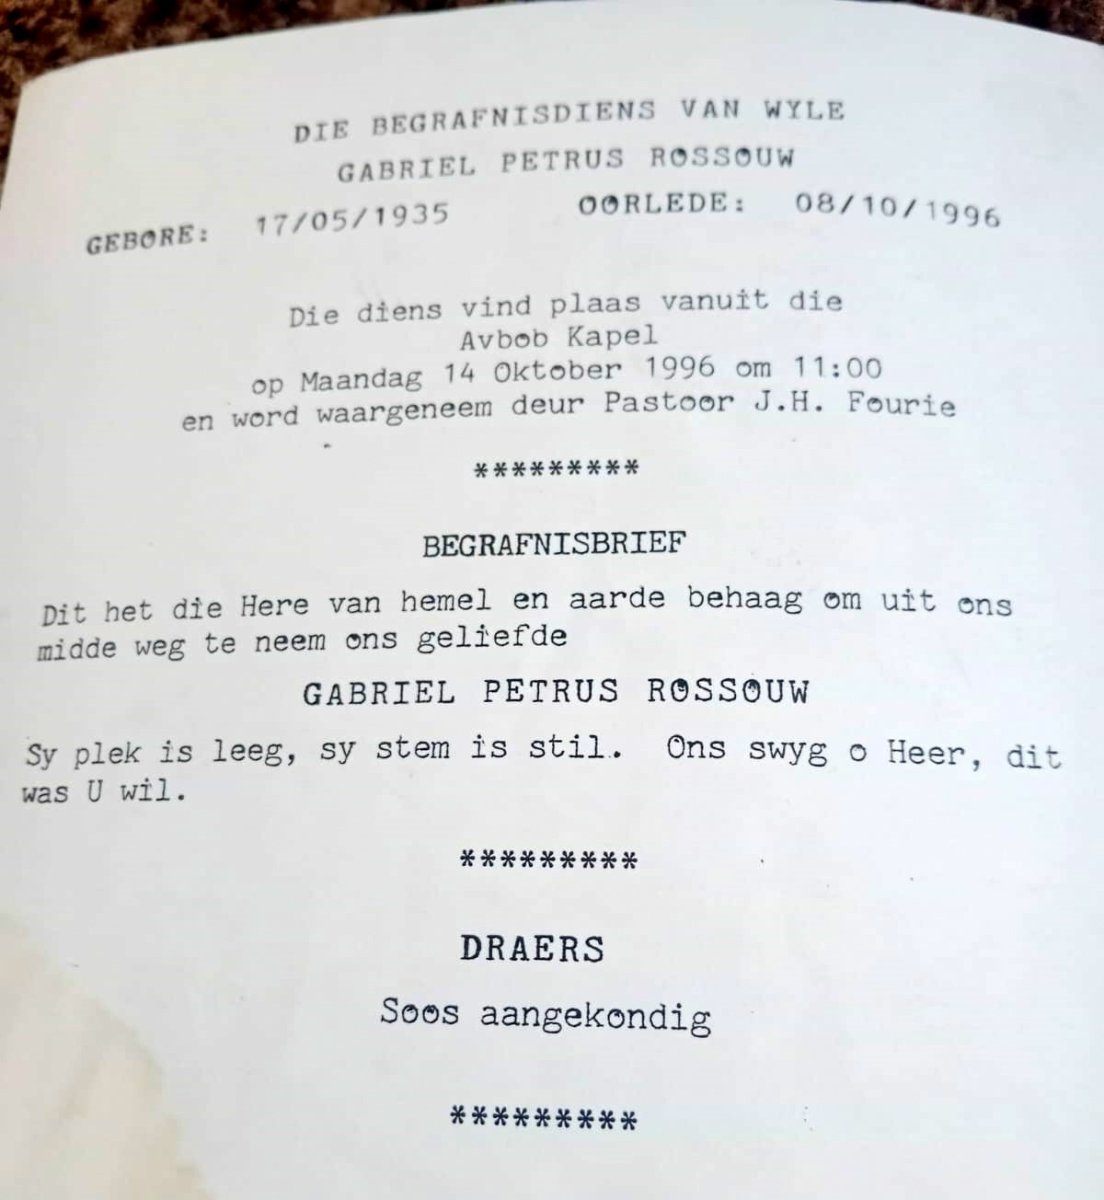 DIE BEGRAFNISDIENS VAN WYLE
GABRIEL PETRUS ROSSOUW
GEBORE: 17/05/1935 OORLEDE: 08/10/1996
Die diens vind plaas vanuit die
Avbob Kapel
op Maandag 14 Oktober 1996 om 11:00
en word waargeneem deur Pastoor J.H. Fourie
*********
BEGRAFNISBRIEF
Dit het die Here van hemel en aarde behaag om uit ons
midde weg te neem ons geliefde
GABRIEL PETRUS ROSSOUW
Sy plek is leeg, sy stem is stil. Ons swyg o Heer, dit
was U wil.
*********
DRAERS
Soos aangekondig
*********